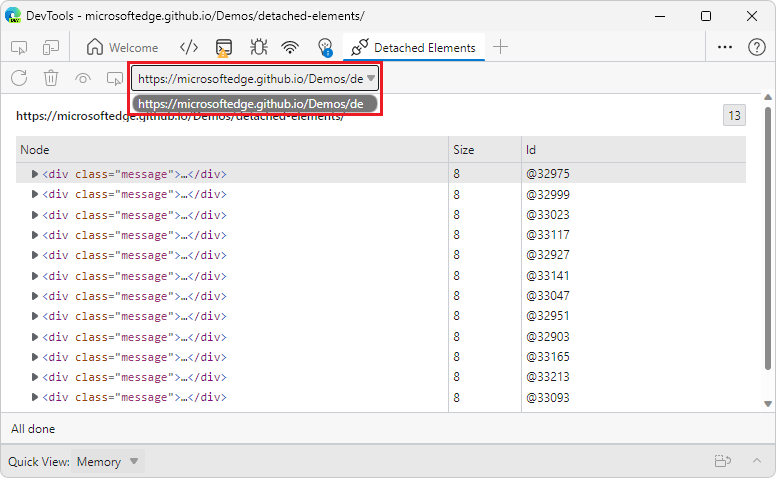 DevTools - microsoftedge.github.io/Demos/detached-elements/
Welcome
Detached Elements
https://microsoftedge.github.io/Demos/de
https://microsoftedge.github.io/Demos/de
https://microsoftedge.github.io/Demos/detached-elements/
13
Node Size Id
<div class="message">…</div> 8 @32975
<div class="message">…</div> 8 @32999
<div class="message">…</div> 8 @33023
<div class="message">…</div> 8 @33117
<div class="message">…</div> 8 @32927
<div class="message">…</div> 8 @33141
<div class="message">…</div> 8 @33047
<div class="message">…</div> 8 @32951
<div class="message">…</div> 8 @32903
<div class="message">…</div> 8 @33165
<div class="message">…</div> 8 @33213
<div class="message">…</div> 8 @33093
All done
Quick View: Memory